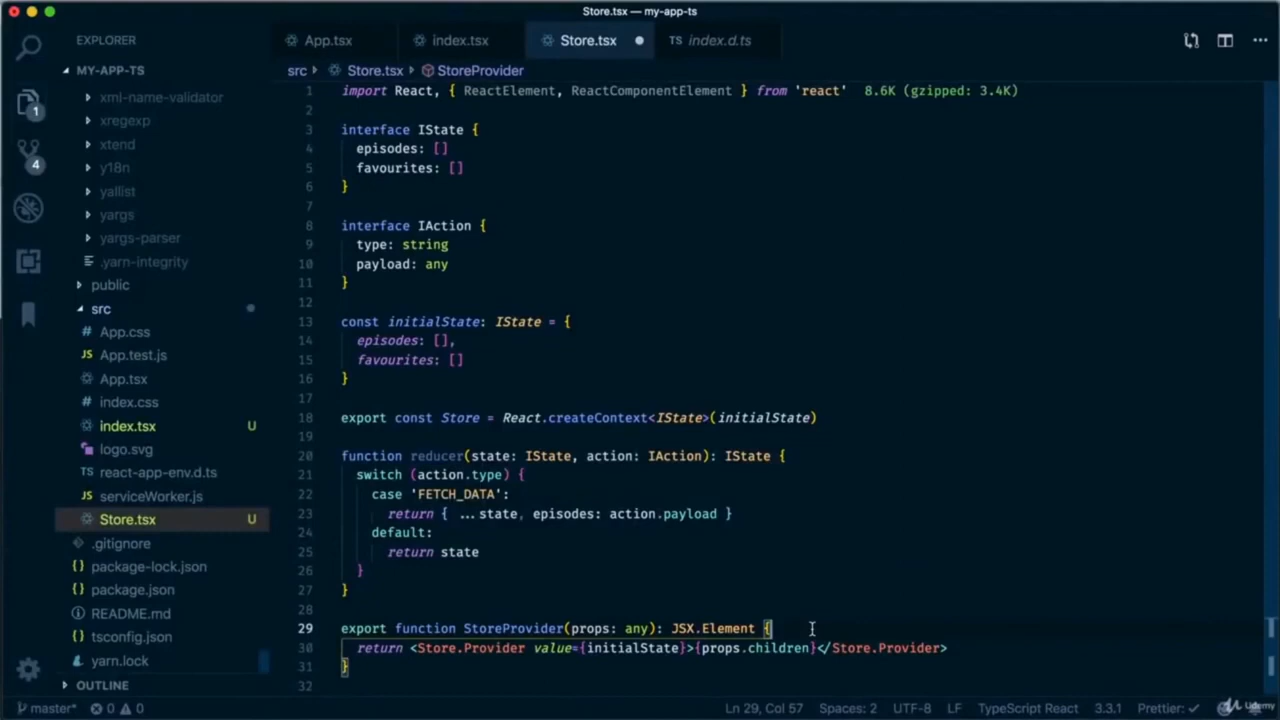 Store.tsx — my-app-ts
EXPLORER
App.tsx
index.tsx
Store.tsx
TS index.d.ts
MY-APP-TS
src
Store.tsx
StoreProvider
xml-name-validator
xregexp
xtend
y18n
yallist
yargs
yargs-parser
.yarn-integrity
public
src
# App.css
JS App.test.js
App.tsx
# index.css
index.tsx U
logo.svg
TS react-app-env.d.ts
JS serviceWorker.js
Store.tsx U
.gitignore
{} package-lock.json
{} package.json
README.md
{} tsconfig.json
yarn.lock
OUTLINE
1
4
1 import React, { ReactElement, ReactComponentElement } from 'react' 8.6K (gzipped: 3.4K)
2
3 interface IState {
4 episodes: []
5 favourites: []
6 }
7
8 interface IAction {
9 type: string
10 payload: any
11 }
12
13 const initialState: IState = {
14 episodes: [],
15 favourites: []
16 }
17
18 export const Store = React.createContext<IState>(initialState)
19
20 function reducer(state: IState, action: IAction): IState {
21 switch (action.type) {
22 case 'FETCH_DATA':
23 return { ...state, episodes: action.payload }
24 default:
25 return state
26 }
27 }
28
29 export function StoreProvider(props: any): JSX.Element {
30 return <Store.Provider value={initialState}>{props.children}</Store.Provider>
31 }
32
master* 0 0
Ln 29, Col 57
Spaces: 2
UTF-8
LF
TypeScript React
3.3.1
Prettier: ✓
Udemy